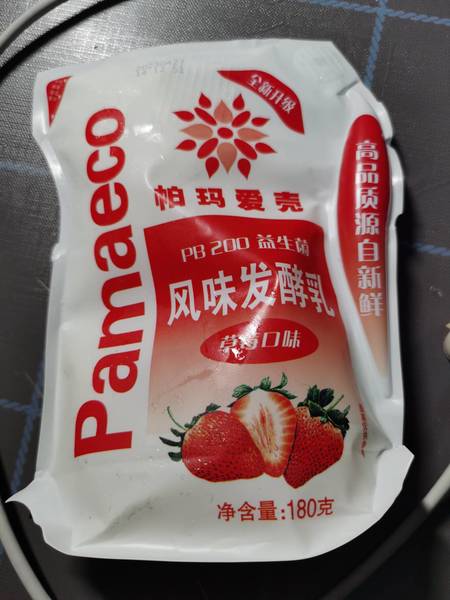 全新升级
Pamaeco
帕玛爱壳
PB 200 益生菌
风味发酵乳
草莓口味
高品质源自新鲜
净含量:180克